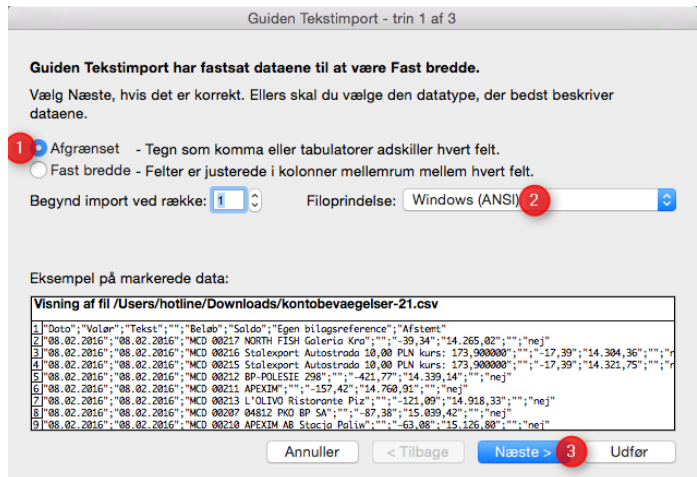 Guiden Tekstimport - trin 1 af 3
Guiden Tekstimport har fastsat dataene til at være Fast bredde.
Vælg Næste, hvis det er korrekt. Ellers skal du vælge den datatype, der bedst beskriver
dataene.
1 Afgrænset - Tegn som komma eller tabulatorer adskiller hvert felt.
Fast bredde - Felter er justerede i kolonner mellemrum mellem hvert felt.
Begynd import ved række: 1 Filoprindelse: Windows (ANSI) 2
Eksempel på markerede data:
Visning af fil /Users/hotline/Downloads/kontobevaegelser-21.csv
1 "Dato";"Valør";"Tekst";"";"Beløb";"Saldo";"Egen bilagsreference";"Afstemt"
2 "08.02.2016";"08.02.2016";"MCD 00217 NORTH FISH Galeria Kra";"";"-39,34";"14.265,02";"";"nej"
3 "08.02.2016";"08.02.2016";"MCD 00216 Stalexport Autostrada 10,00 PLN kurs: 173,900000";"";"-17,39";"14.304,36";"";"n
4 "08.02.2016";"08.02.2016";"MCD 00215 Stalexport Autostrada 10,00 PLN kurs: 173,900000";"";"-17,39";"14.321,75";"";"n
5 "08.02.2016";"08.02.2016";"MCD 00212 BP-POLESIE 298";"";"-421,77";"14.339,14";"";"nej"
6 "08.02.2016";"08.02.2016";"MCD 00211 APEXIM";"";"-157,42";"14.760,91";"";"nej"
7 "08.02.2016";"08.02.2016";"MCD 00213 L'OLIVO Ristorante Piz";"";"-121,09";"14.918,33";"";"nej"
8 "08.02.2016";"08.02.2016";"MCD 00207 04812 PKO BP SA";"";"-87,38";"15.039,42";"";"nej"
9 "08.02.2016";"08.02.2016";"MCD 00210 APEXIM AB Stacja Paliw";"";"-63,08";"15.126,80";"";"nej"
Annuller < Tilbage Næste > 3 Udfør